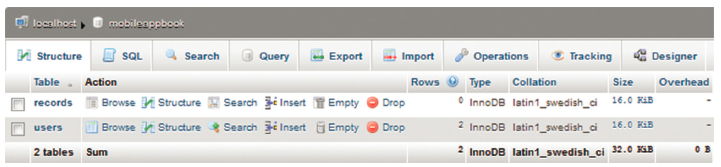 localhost mobileappbook
Structure SQL Search Query Export Import Operations Tracking Designer
Table Action Rows Type Collation Size Overhead
records Browse Structure Search Insert Empty Drop 0 InnoDB latin1_swedish_ci 16.0 KiB -
users Browse Structure Search Insert Empty Drop 2 InnoDB latin1_swedish_ci 16.0 KiB -
2 tables Sum 2 InnoDB latin1_swedish_ci 32.0 KiB 0 B